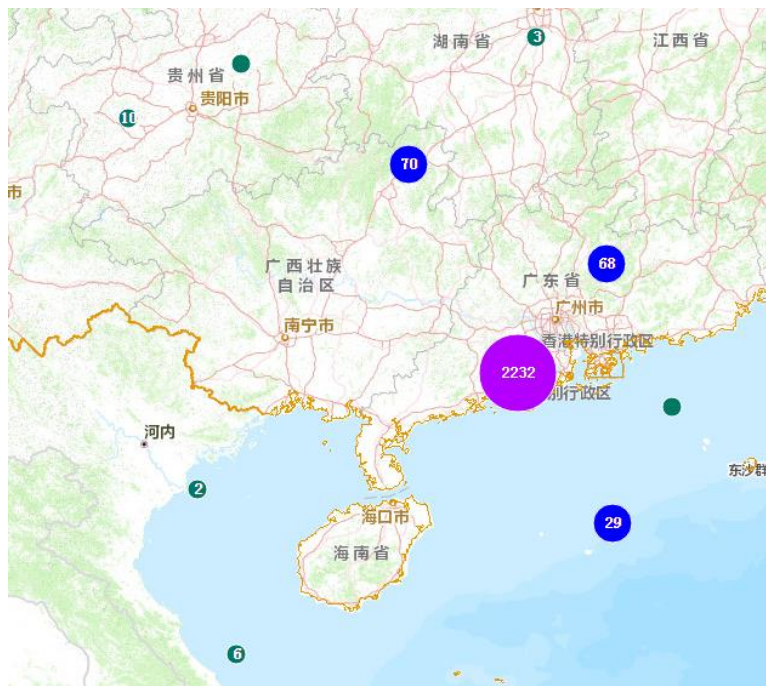 湖南省
3
江西省
贵州省
贵阳市
10
70
市
广西壮族
自治区
68
广东省
广州市
南宁市
香港特别行政区
2232
别行政区
河内
东沙群
2
海口市
29
海南省
6